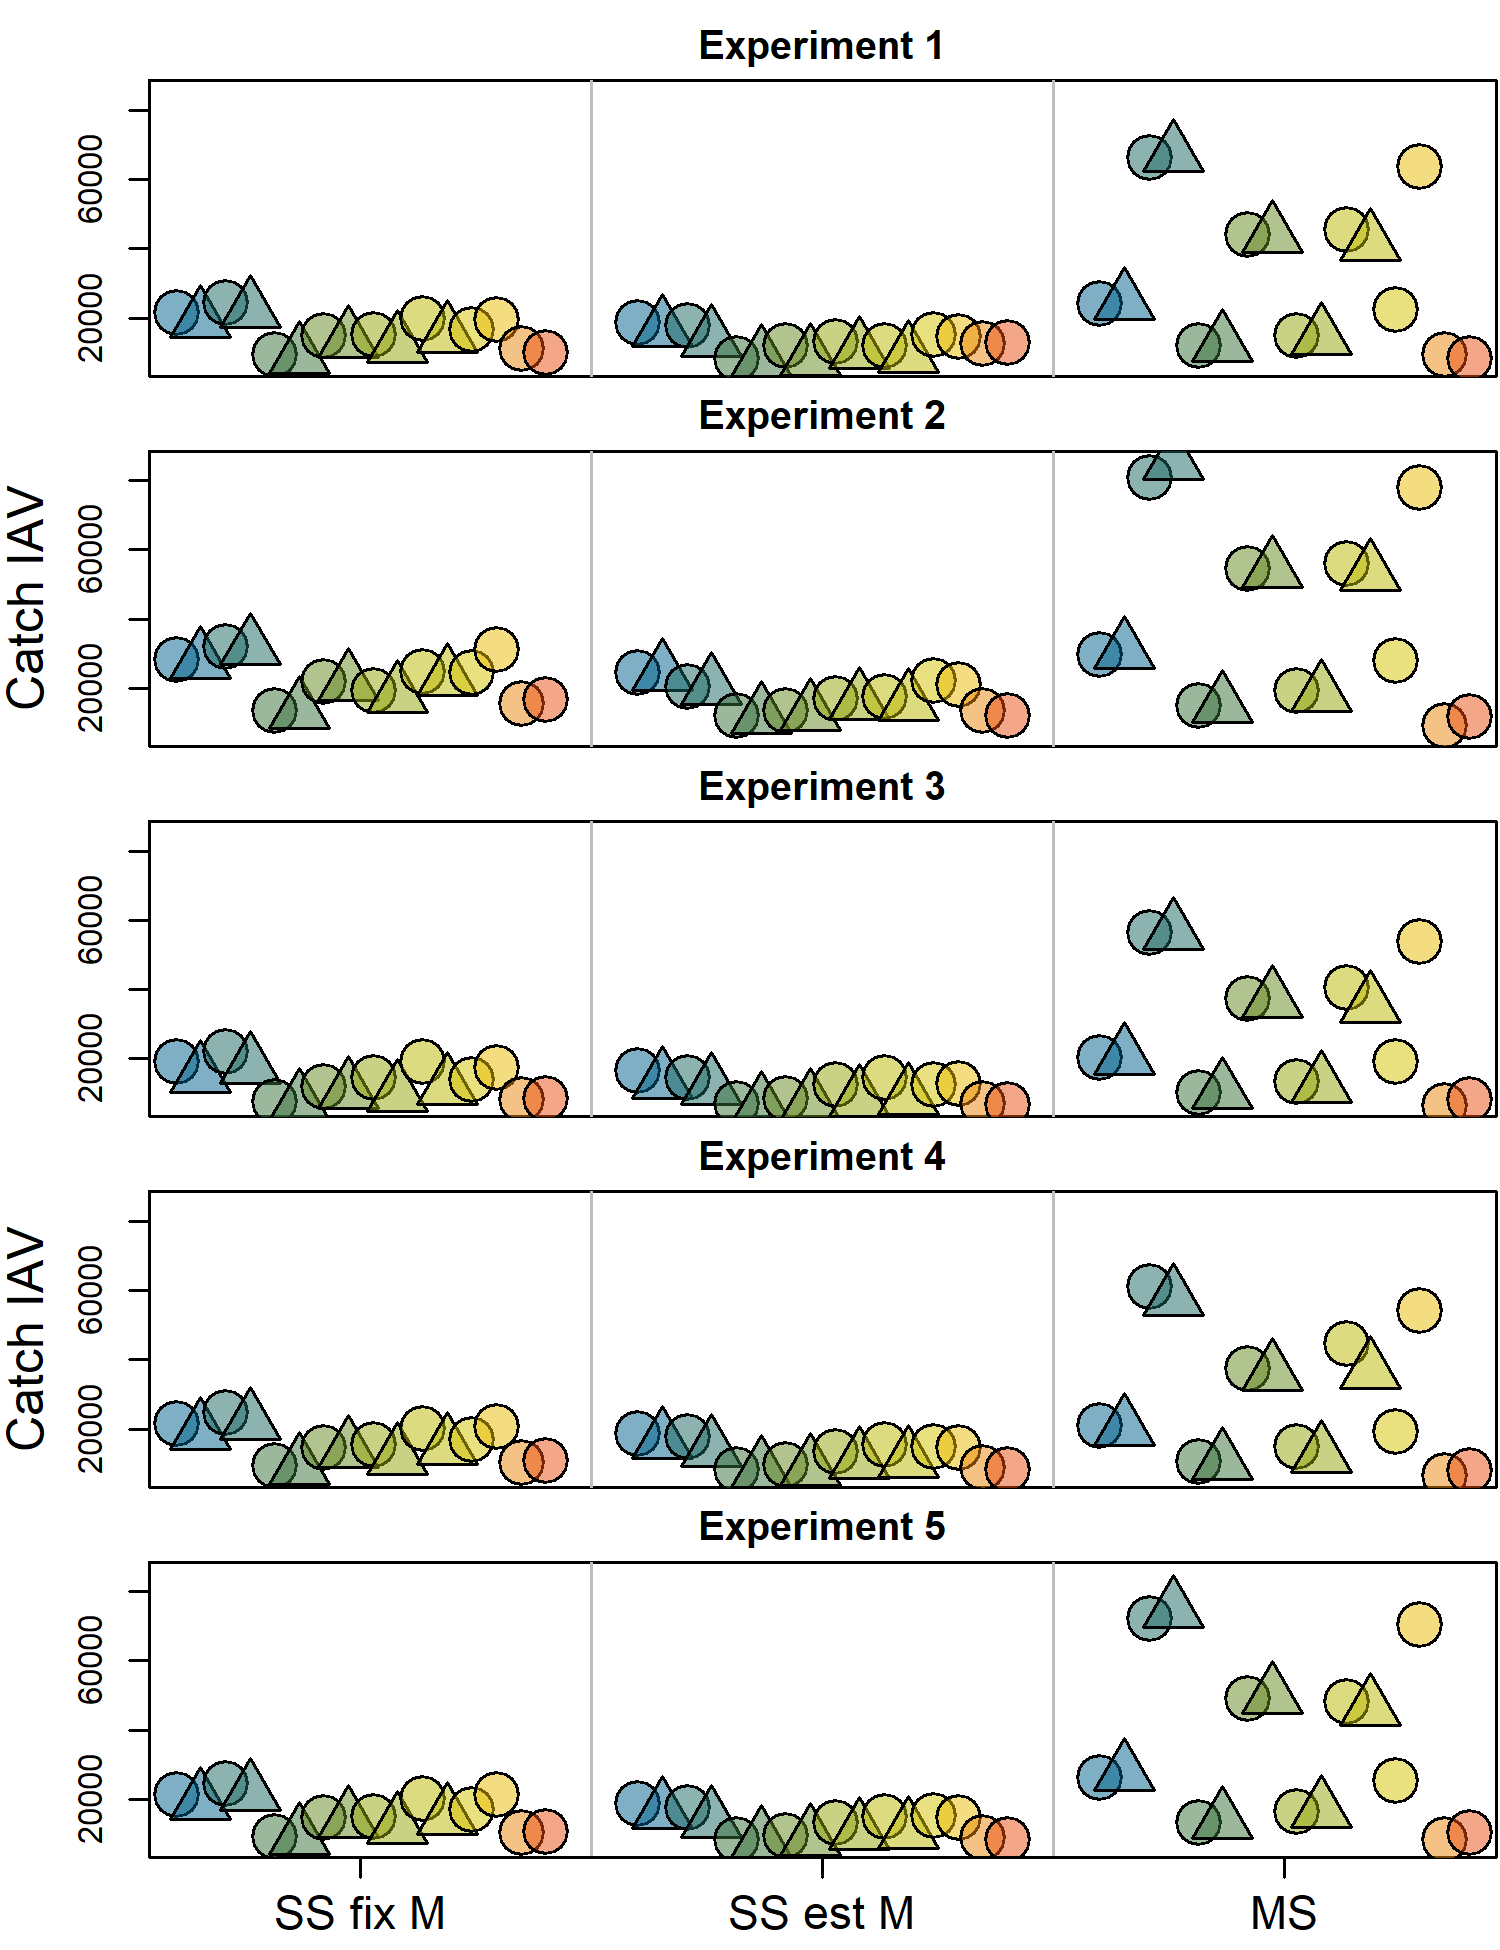 Experiment 1
60000
20000
Experiment 2
Catch IAV
60000
20000
Experiment 3
60000
20000
Experiment 4
Catch IAV
60000
20000
Experiment 5
60000
20000
SS fix M
SS est M
MS